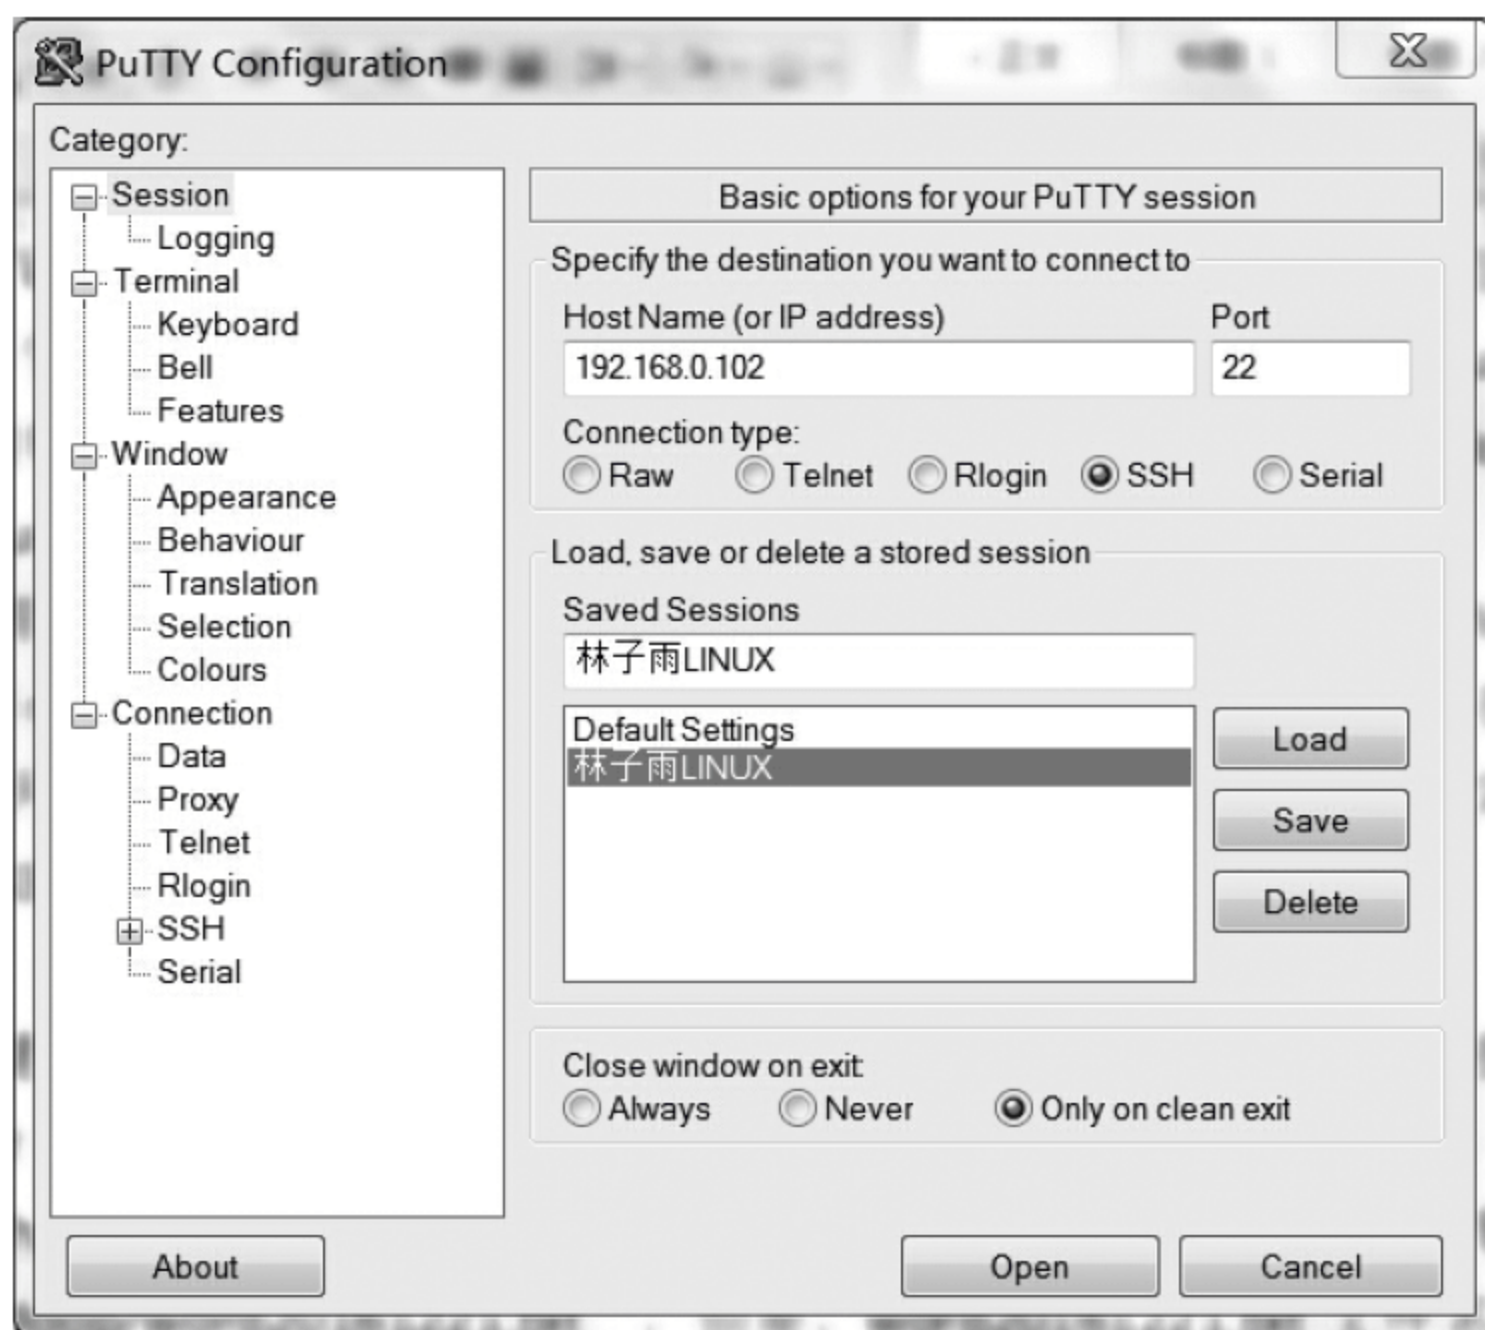 PuTTY Configuration
Category:
Session
Logging
Terminal
Keyboard
Bell
Features
Window
Appearance
Behaviour
Translation
Selection
Colours
Connection
Data
Proxy
Telnet
Rlogin
SSH
Serial
Basic options for your PuTTY session
Specify the destination you want to connect to
Host Name (or IP address) Port
192.168.0.102 22
Connection type:
Raw Telnet Rlogin SSH Serial
Load, save or delete a stored session
Saved Sessions
林子雨LINUX
Default Settings
林子雨LINUX
Load
Save
Delete
Close window on exit:
Always Never Only on clean exit
About Open Cancel